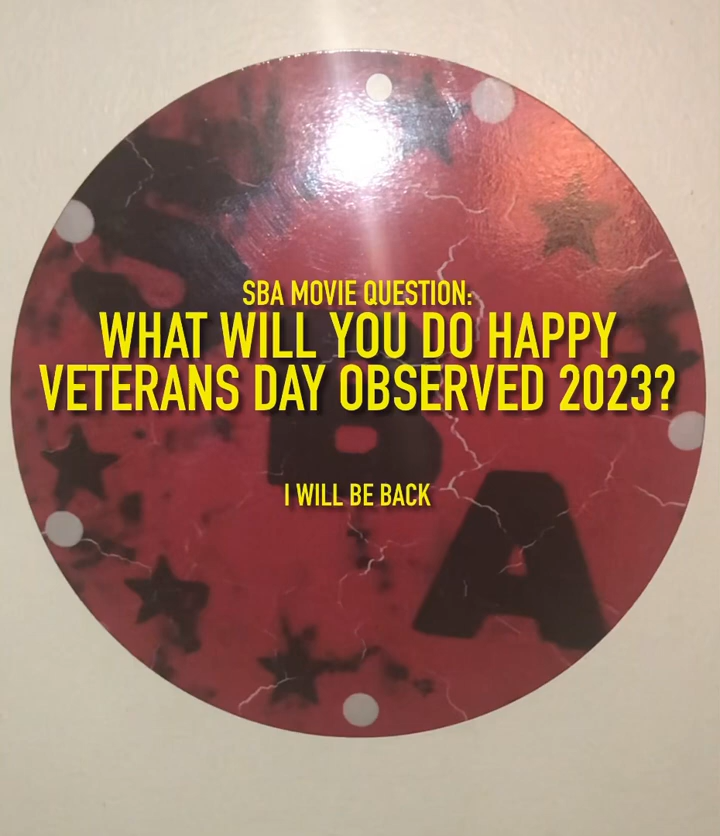 SBA MOVIE QUESTION:
WHAT WILL YOU DO HAPPY
VETERANS DAY OBSERVED 2023?
I WILL BE BACK
S
B
A